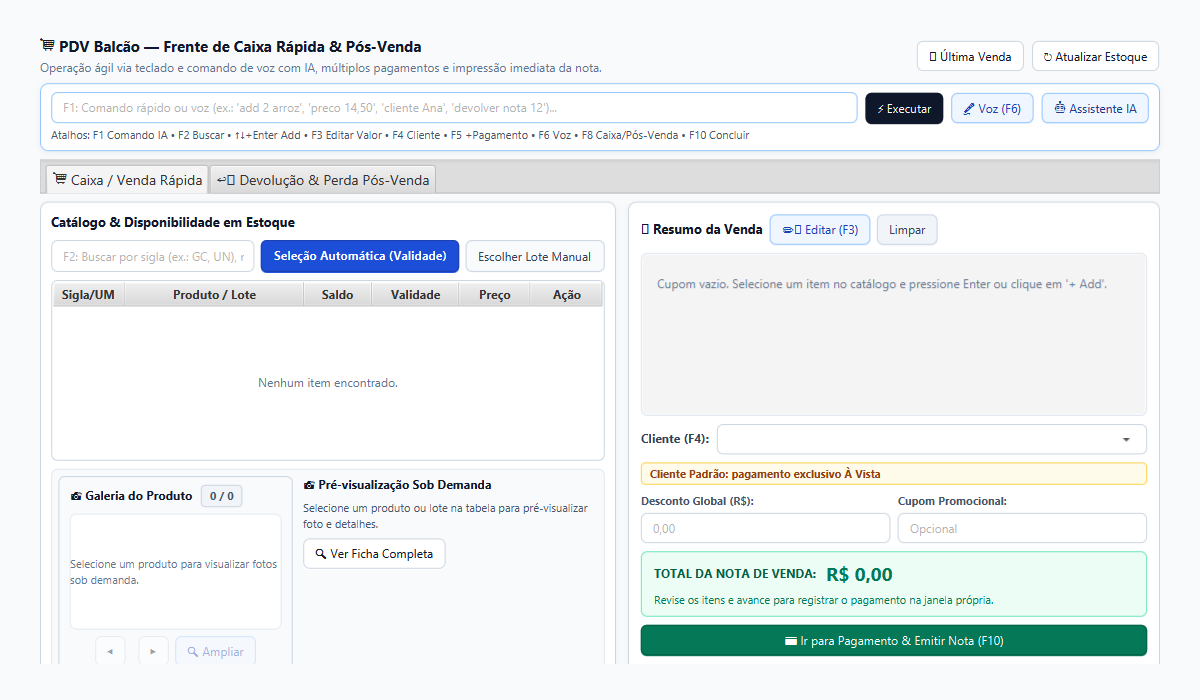 PDV Balcão — Frente de Caixa Rápida & Pós-Venda
Operação ágil via teclado e comando de voz com IA, múltiplos pagamentos e impressão imediata da nota.
Última Venda
↻ Atualizar Estoque
F1: Comando rápido ou voz (ex.: 'add 2 arroz', 'preco 14,50', 'cliente Ana', 'devolver nota 12')...
⚡ Executar
Voz (F6)
Assistente IA
Atalhos: F1 Comando IA • F2 Buscar • ↑↓+Enter Add • F3 Editar Valor • F4 Cliente • F5 +Pagamento • F6 Voz • F8 Caixa/Pós-Venda • F10 Concluir
Caixa / Venda Rápida
Devolução & Perda Pós-Venda
Catálogo & Disponibilidade em Estoque
F2: Buscar por sigla (ex.: GC, UN), r
Seleção Automática (Validade)
Escolher Lote Manual
Sigla/UM Produto / Lote Saldo Validade Preço Ação
Nenhum item encontrado.
Galeria do Produto
0 / 0
Selecione um produto para visualizar fotos
sob demanda.
◄ ►
Ampliar
Pré-visualização Sob Demanda
Selecione um produto ou lote na tabela para pré-visualizar
foto e detalhes.
Ver Ficha Completa
Resumo da Venda
Editar (F3)
Limpar
Cupom vazio. Selecione um item no catálogo e pressione Enter ou clique em '+ Add'.
Cliente (F4):
Cliente Padrão: pagamento exclusivo À Vista
Desconto Global (R$): Cupom Promocional:
0,00 Opcional
TOTAL DA NOTA DE VENDA: R$ 0,00
Revise os itens e avance para registrar o pagamento na janela própria.
Ir para Pagamento & Emitir Nota (F10)